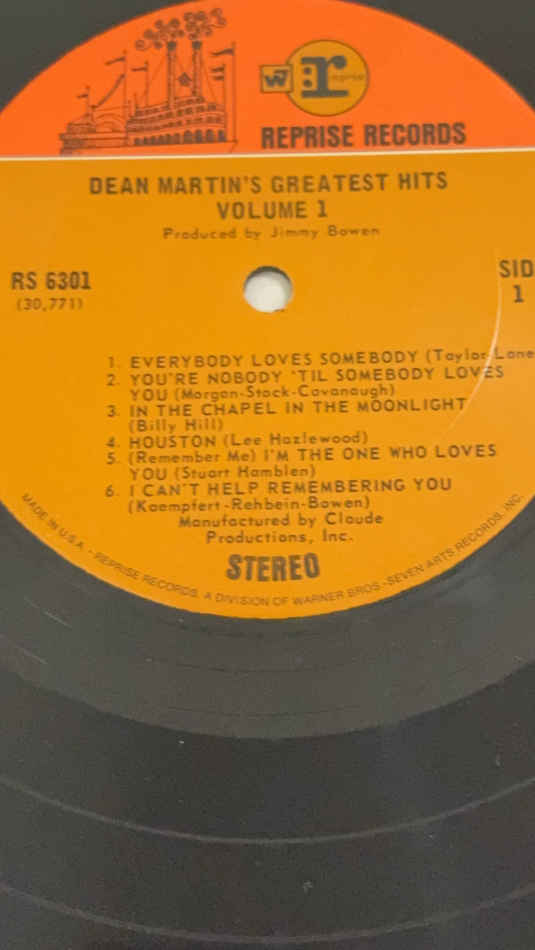 W7 r reprise
REPRISE RECORDS
DEAN MARTIN'S GREATEST HITS
VOLUME 1
Produced by Jimmy Bowen
RS 6301
(30,771)
SID
1
1. EVERYBODY LOVES SOMEBODY (Taylor-Lane
2. YOU'RE NOBODY 'TIL SOMEBODY LOVES
YOU (Morgan-Stock-Cavanaugh)
3. IN THE CHAPEL IN THE MOONLIGHT
(Billy Hill)
4. HOUSTON (Lee Hazlewood)
5. (Remember Me) I'M THE ONE WHO LOVES
YOU (Stuart Hamblen)
6. I CAN'T HELP REMEMBERING YOU
(Kaempfert-Rehbein-Bowen)
Manufactured by Claude
Productions, Inc.
STEREO
MADE IN U.S.A. - REPRISE RECORDS, A DIVISION OF WARNER BROS.-SEVEN ARTS RECORDS, INC.